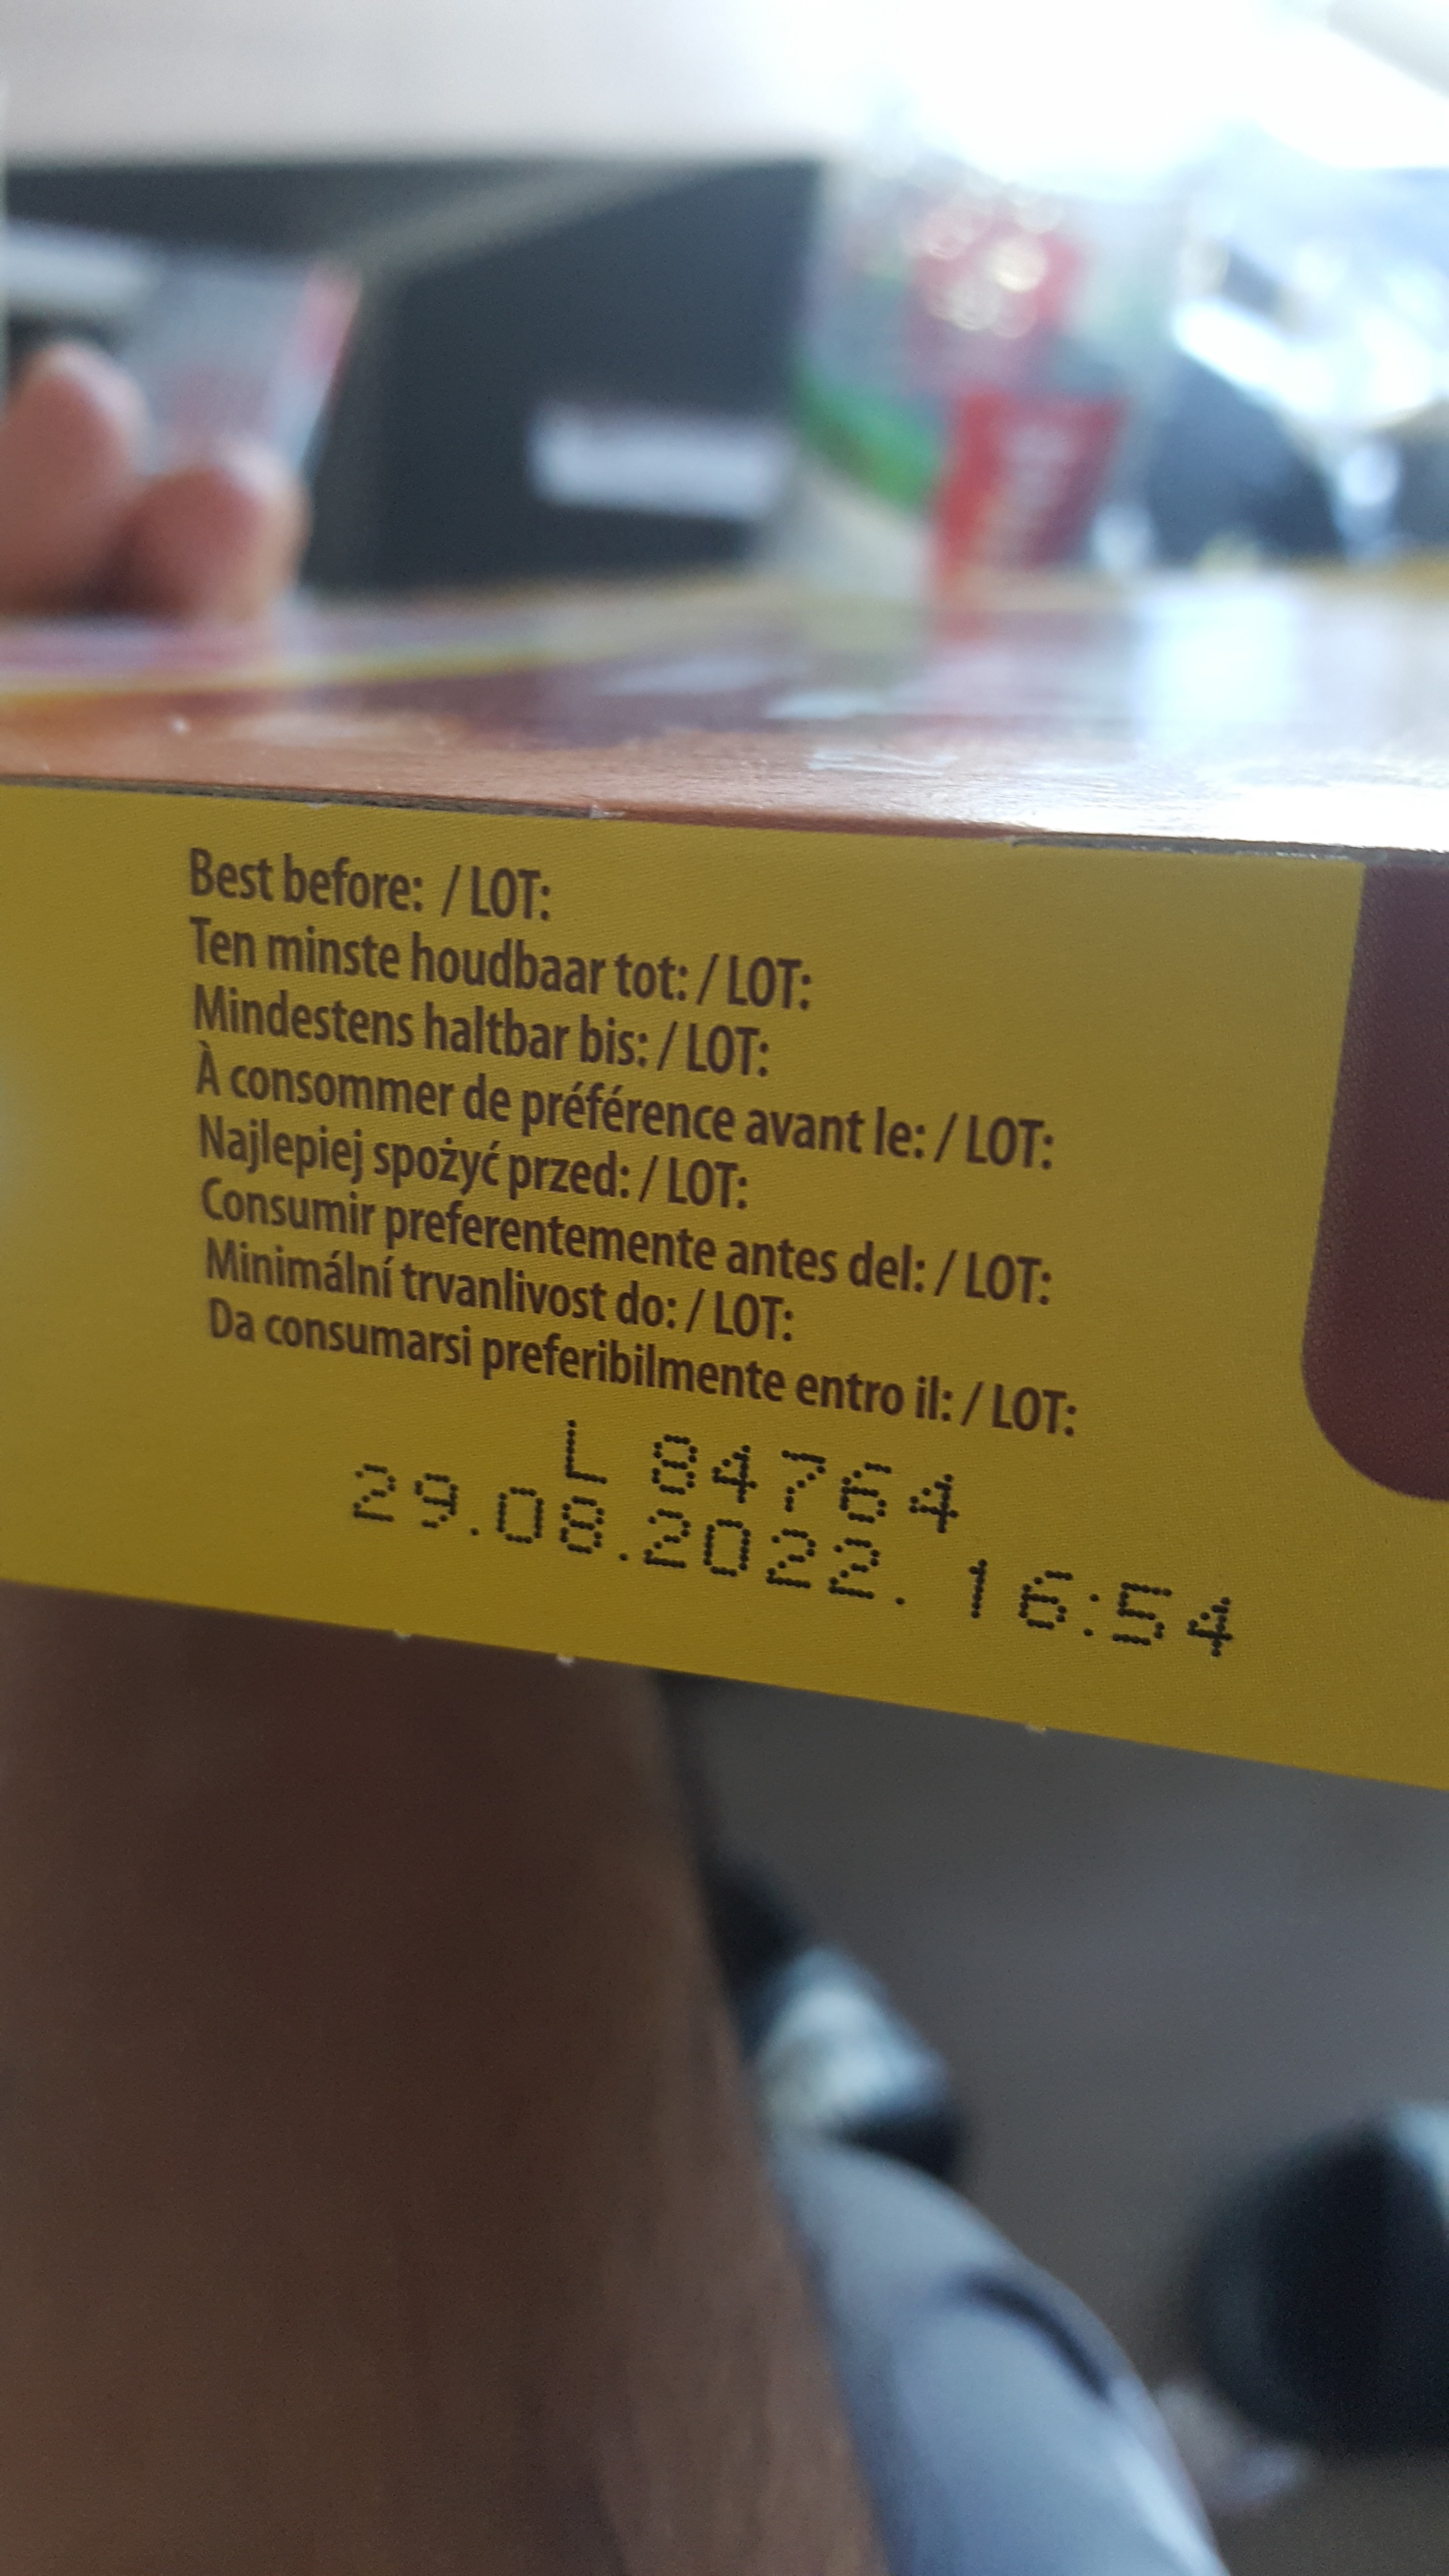 Best before: / LOT:
Ten minste houdbaar tot: / LOT:
Mindestens haltbar bis: / LOT:
À consommer de préférence avant le: / LOT:
Najlepiej spożyć przed: / LOT:
Consumir preferentemente antes del: / LOT:
Minimální trvanlivost do: / LOT:
Da consumarsi preferibilmente entro il: / LOT:
L 84764
29.08.2022. 16:54